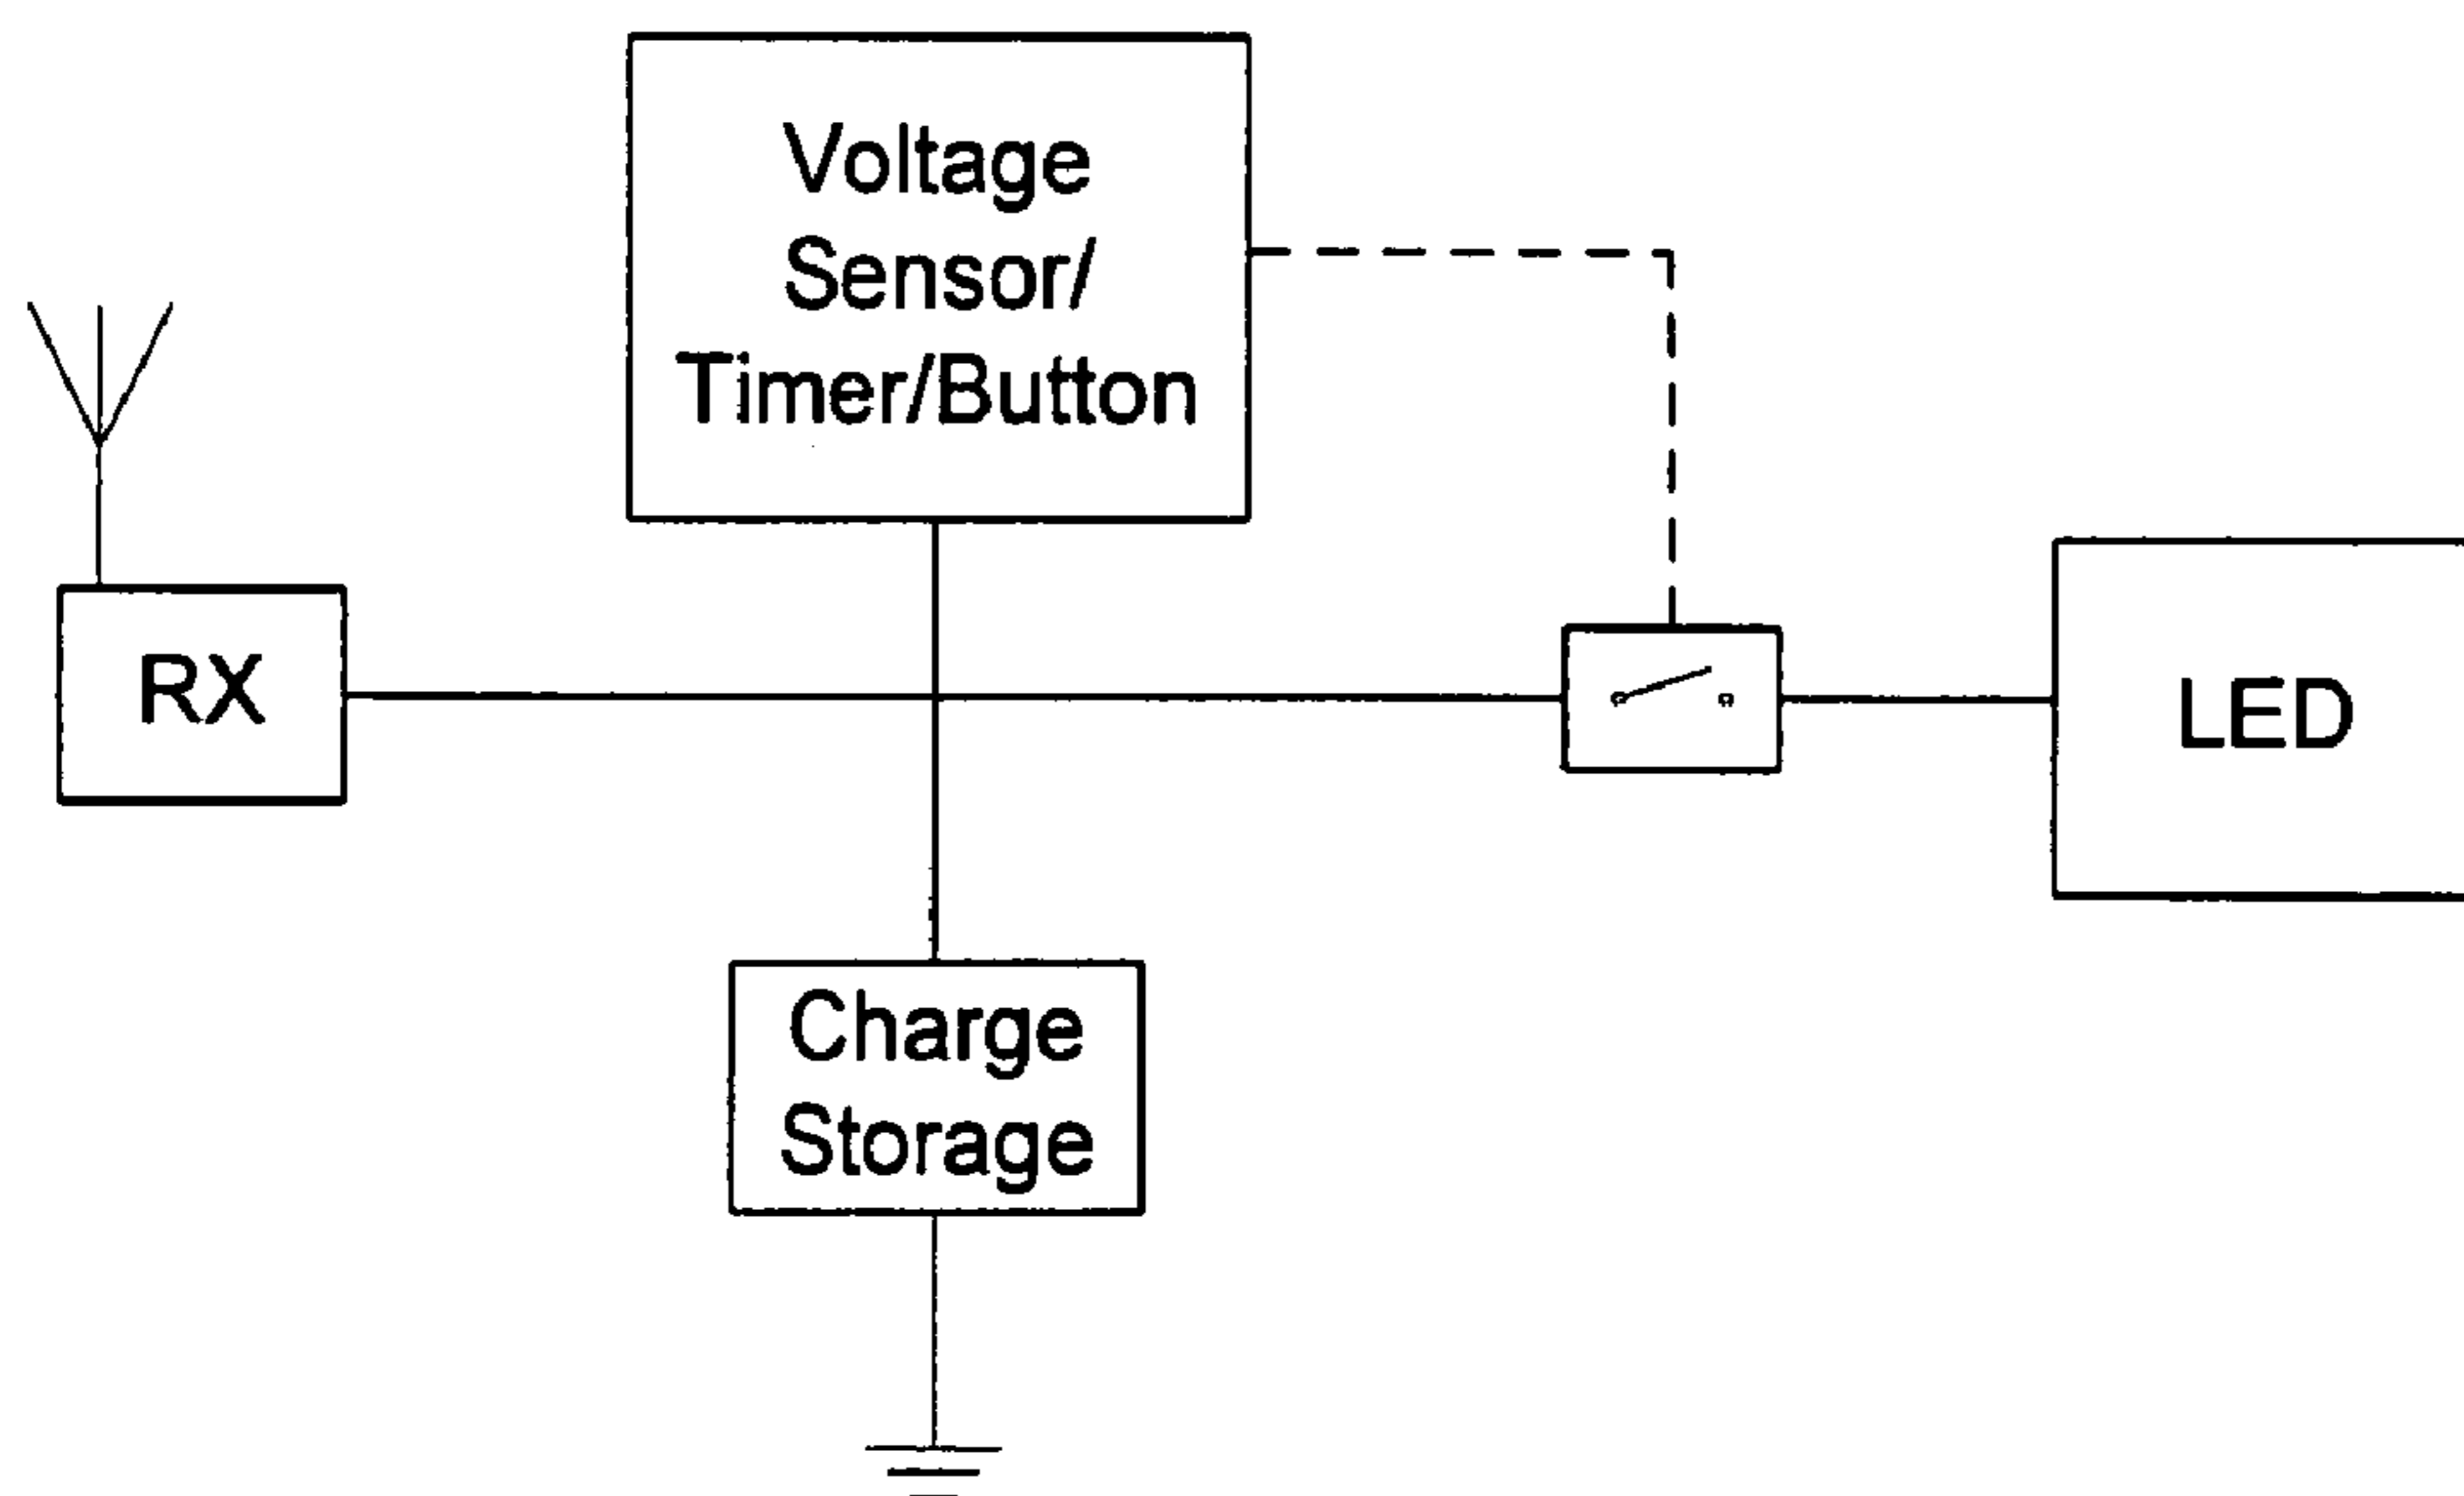 Voltage
Sensor/
Timer/Button
RX
LED
Charge
Storage